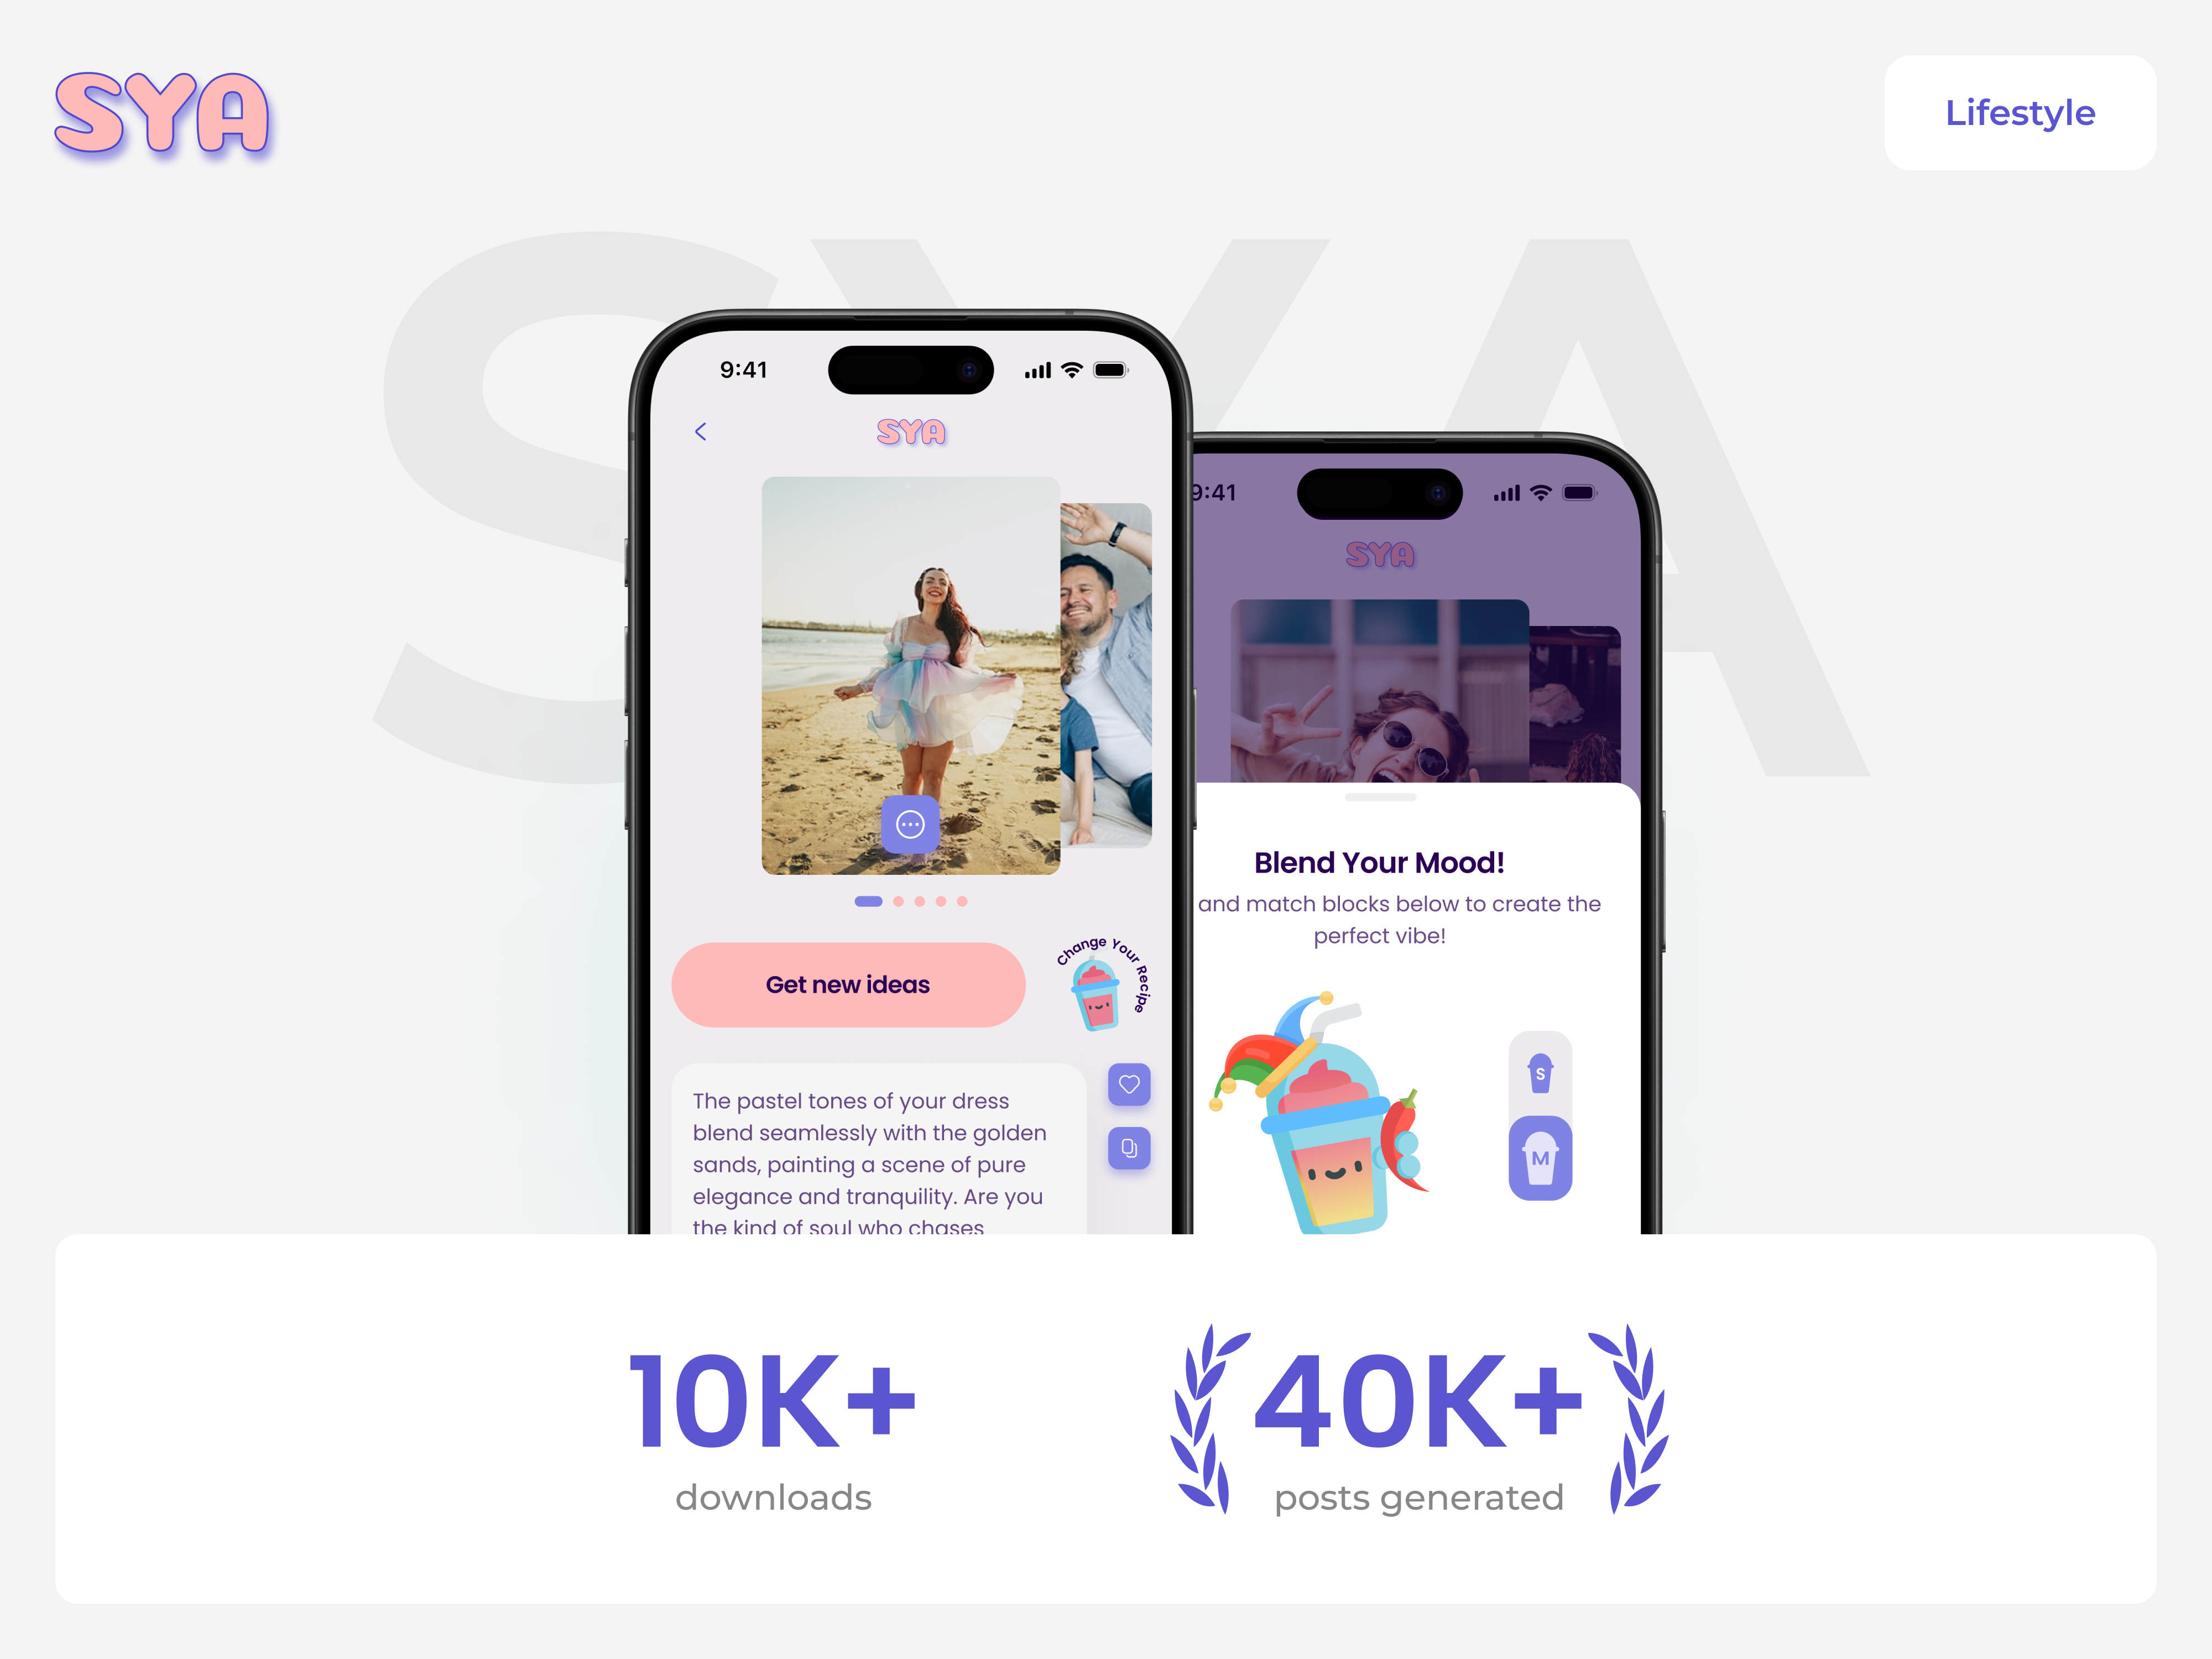 SYA
Lifestyle
SYA
9:41
SYA
Change Your Recipe
Get new ideas
The pastel tones of your dress
blend seamlessly with the golden
sands, painting a scene of pure
elegance and tranquility. Are you
the kind of soul who chases
9:41
SYA
Blend Your Mood!
and match blocks below to create the
perfect vibe!
S
M
10K+
downloads
40K+
posts generated